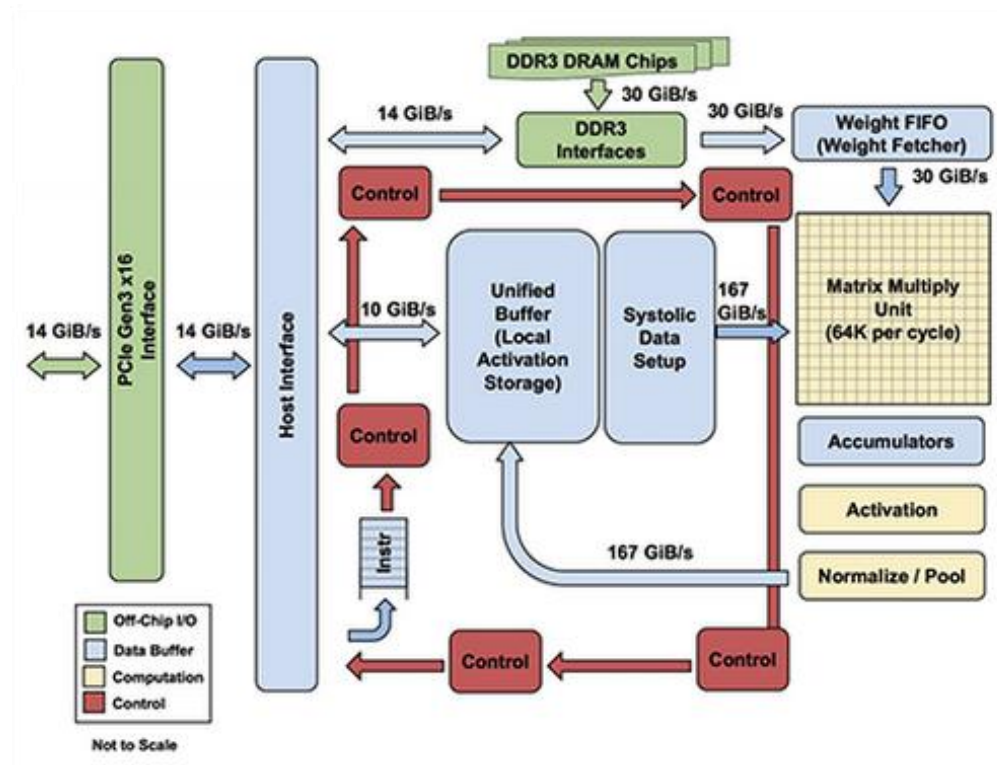 DDR3 DRAM Chips
30 GiB/s
14 GiB/s
DDR3
Interfaces
30 GiB/s
Weight FIFO
(Weight Fetcher)
30 GiB/s
Control
Control
PCIe Gen3 x16
Interface
Host Interface
14 GiB/s
14 GiB/s
10 GiB/s
Unified
Buffer
(Local
Activation
Storage)
Systolic
Data
Setup
167
GiB/s
Matrix Multiply
Unit
(64K per cycle)
Control
Accumulators
Activation
Instr
167 GiB/s
Normalize / Pool
Control
Control
Off-Chip I/O
Data Buffer
Computation
Control
Not to Scale